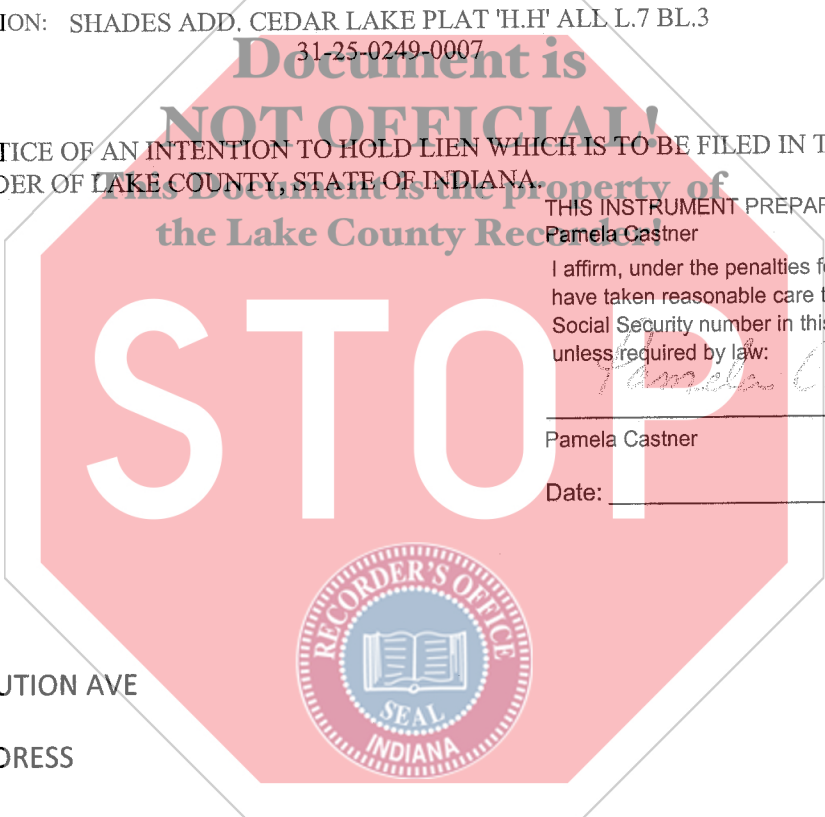 ION: SHADES ADD, CEDAR LAKE PLAT 'H.H' ALL L.7 BL.3
31-25-0249-0007
Document is
NOT OFFICIAL!
TICE OF AN INTENTION TO HOLD LIEN WHICH IS TO BE FILED IN T
DER OF LAKE COUNTY, STATE OF INDIANA.
This Document is the property of
the Lake County Recorder!
THIS INSTRUMENT PREPAR
Pamela Castner
I affirm, under the penalties f
have taken reasonable care t
Social Security number in this
unless required by law:
Pamela C
Pamela Castner
Date:
STOP
RECORDER'S OFFICE
SEAL
INDIANA
UTION AVE
DRESS